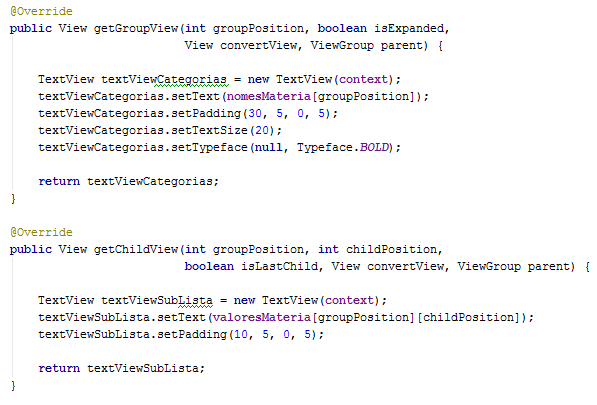 @Override
public View getGroupView(int groupPosition, boolean isExpanded,
View convertView, ViewGroup parent) {
TextView textViewCategorias = new TextView(context);
textViewCategorias.setText(nomesMateria[groupPosition]);
textViewCategorias.setPadding(30, 5, 0, 5);
textViewCategorias.setTextSize(20);
textViewCategorias.setTypeface(null, Typeface.BOLD);
return textViewCategorias;
}
@Override
public View getChildView(int groupPosition, int childPosition,
boolean isLastChild, View convertView, ViewGroup parent) {
TextView textViewSubLista = new TextView(context);
textViewSubLista.setText(valoresMateria[groupPosition][childPosition]);
textViewSubLista.setPadding(10, 5, 0, 5);
return textViewSubLista;
}